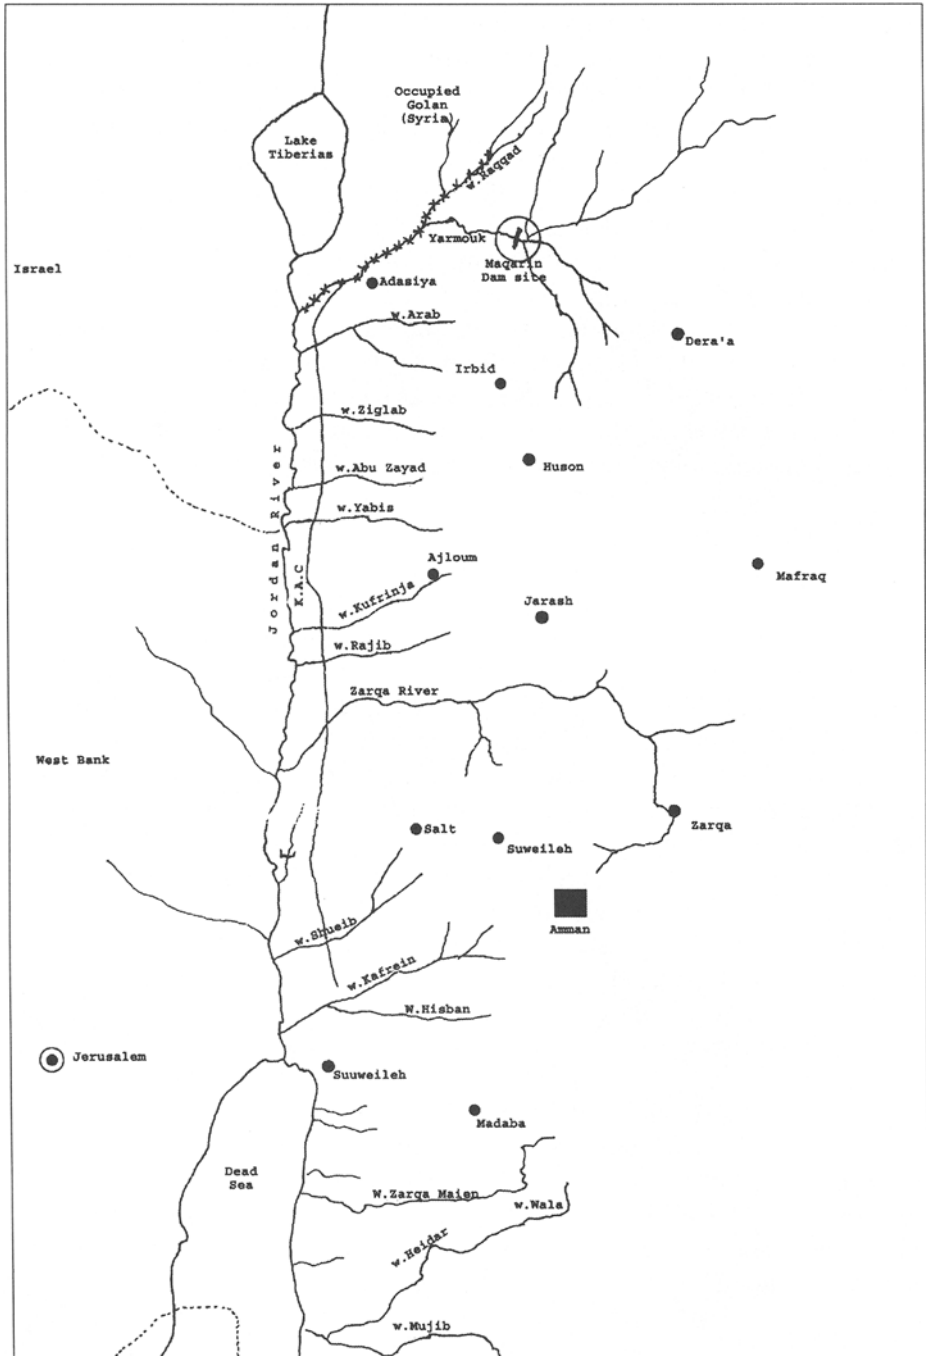 Occupied
Golan
(Syria)
Lake
Tiberias
w.Raqqad
Yarmouk
Israel
Maqarin
Dam site
Adasiya
w.Arab
Dera'a
Irbid
w.Ziglab
Huson
w.Abu Zayad
w.Yabis
Jordan River
K.A.C
Ajloum
Mafraq
w.Kufrinja
Jarash
w.Rajib
Zarqa River
West Bank
Salt
Zarqa
Suweileh
w.Shueib
Amman
w.Kafrein
W.Hisban
Jerusalem
Suuweileh
Madaba
Dead
Sea
W.Zarqa Maien
w.Wala
w.Heidar
w.Mujib